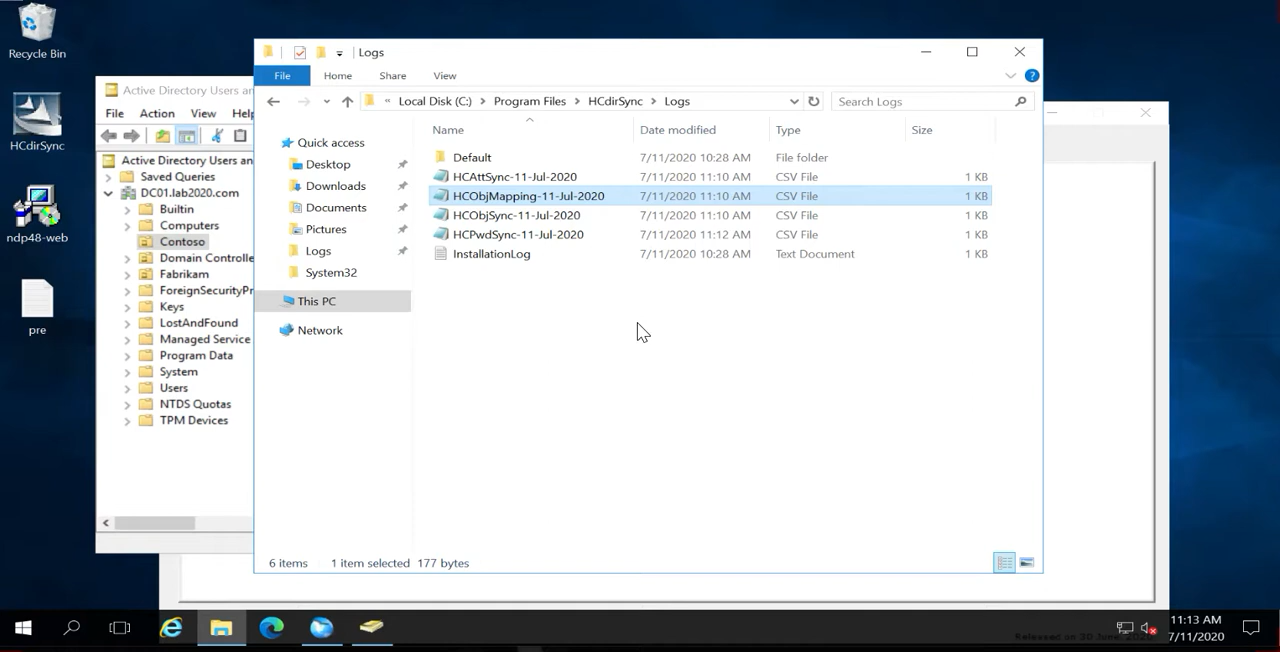 Recycle Bin
HCdirSync
ndp48-web
pre
Active Directory Users an
File Action View Help
Active Directory Users an
Saved Queries
DC01.lab2020.com
Builtin
Computers
Contoso
Domain Controlle
Fabrikam
ForeignSecurityPr
Keys
LostAndFound
Managed Service
Program Data
System
Users
NTDS Quotas
TPM Devices
Logs
File Home Share View
« Local Disk (C:) > Program Files > HCdirSync > Logs
Search Logs
Quick access
Desktop
Downloads
Documents
Pictures
Logs
System32
This PC
Network
Name Date modified Type Size
Default 7/11/2020 10:28 AM File folder
HCAttSync-11-Jul-2020 7/11/2020 11:10 AM CSV File 1 KB
HCObjMapping-11-Jul-2020 7/11/2020 11:10 AM CSV File 1 KB
HCObjSync-11-Jul-2020 7/11/2020 11:10 AM CSV File 1 KB
HCPwdSync-11-Jul-2020 7/11/2020 11:12 AM CSV File 1 KB
InstallationLog 7/11/2020 10:28 AM Text Document 1 KB
6 items 1 item selected 177 bytes
11:13 AM
7/11/2020
Released on 30 June,